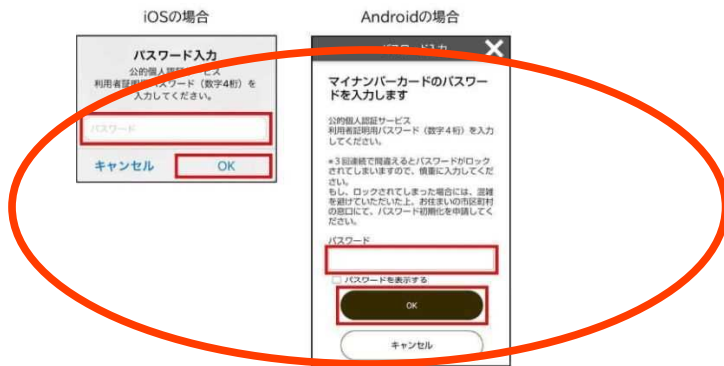 iOSの場合
パスワード入力
公的個人認証サービス
利用者証明用パスワード（数字4桁）を
入力してください。
パスワード
キャンセル
OK
Androidの場合
パスワード入力
マイナンバーカードのパスワー
ドを入力します
公的個人認証サービス
利用者証明用パスワード（数字4桁）を入力
してください。
*3回連続で間違えるとパスワードがロック
されてしまいますので、慎重に入力してくだ
さい。
もし、ロックされてしまった場合には、混雑
を避けていただいた上、お住まいの市区町村
の窓口にて、パスワード初期化を申請してく
ださい。
パスワード
パスワードを表示する
OK
キャンセル